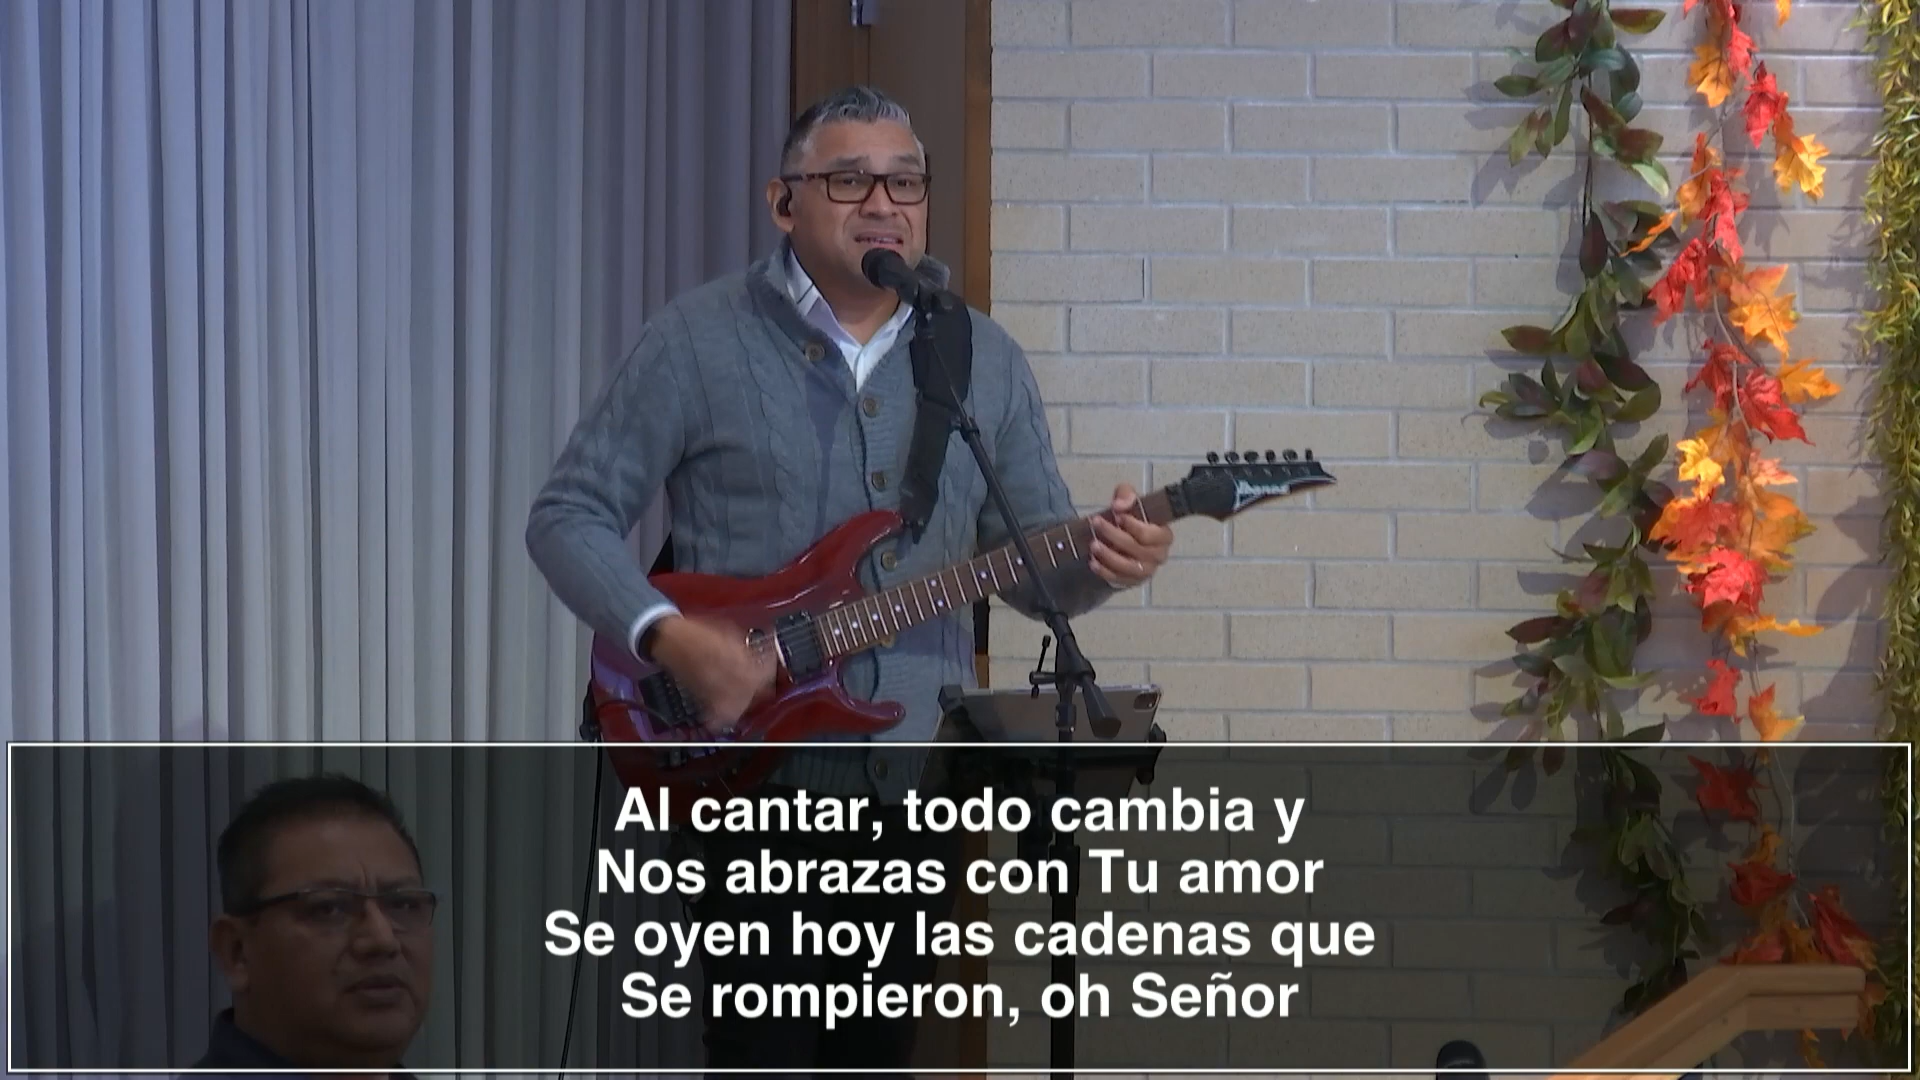 Ibanez
Al cantar, todo cambia y
Nos abrazas con Tu amor
Se oyen hoy las cadenas que
Se rompieron, oh Señor